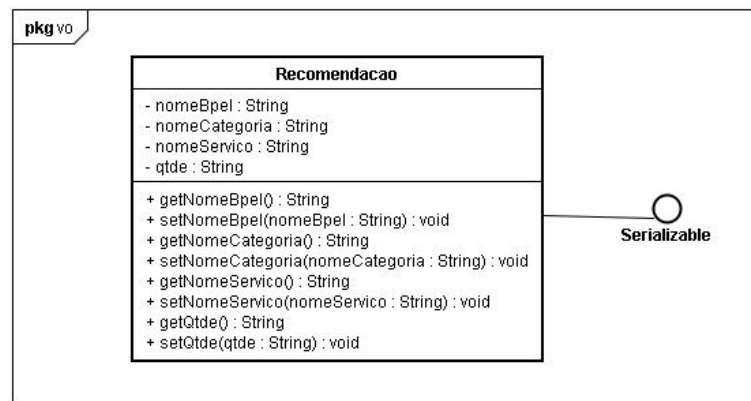 pkg vo
Recomendacao
- nomeBpel : String
- nomeCategoria : String
- nomeServico : String
- qtde : String
+ getNomeBpel() : String
+ setNomeBpel(nomeBpel : String) : void
+ getNomeCategoria() : String
+ setNomeCategoria(nomeCategoria : String) : void
+ getNomeServico() : String
+ setNomeServico(nomeServico : String) : void
+ getQtde() : String
+ setQtde(qtde : String) : void
Serializable